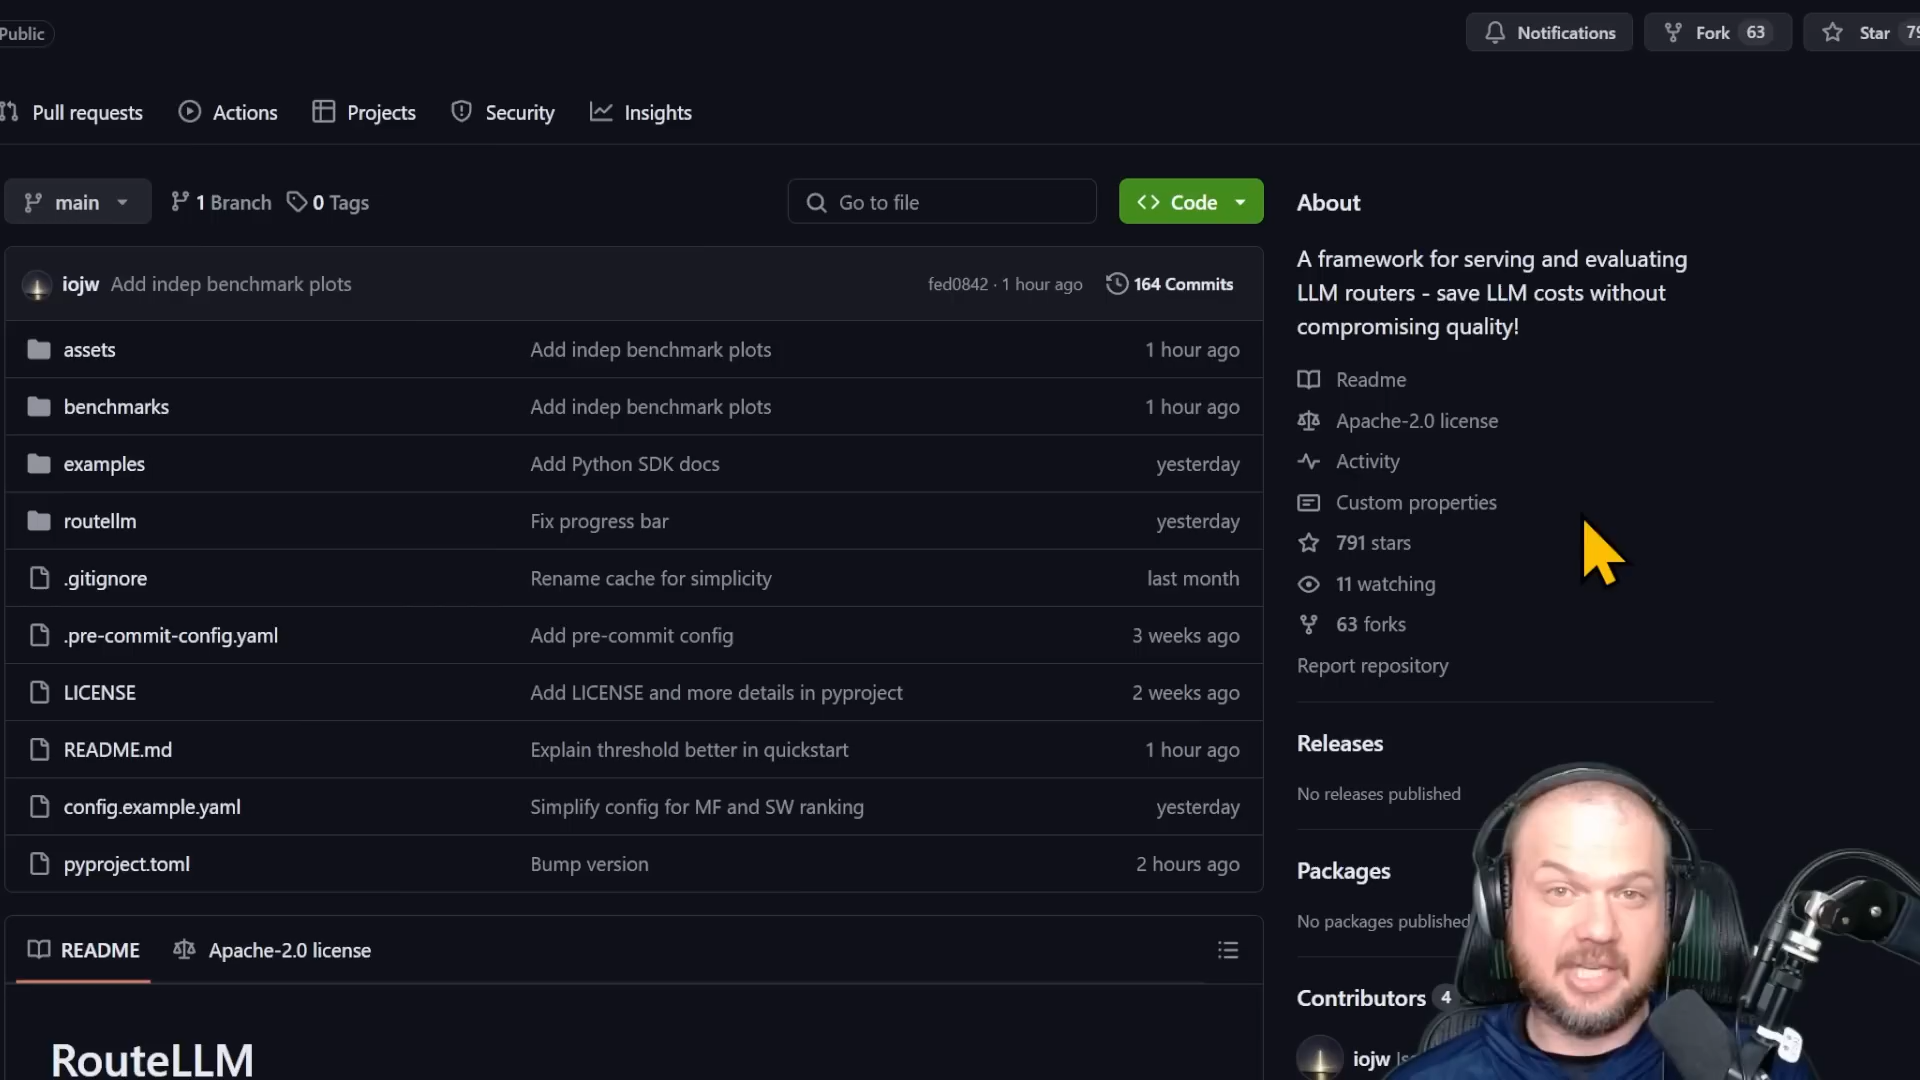 Public
Notifications
Fork 63
Star 79
Pull requests
Actions
Projects
Security
Insights
main
1 Branch
0 Tags
Go to file
Code
iojw Add indep benchmark plots
fed0842 · 1 hour ago
164 Commits
assets Add indep benchmark plots 1 hour ago
benchmarks Add indep benchmark plots 1 hour ago
examples Add Python SDK docs yesterday
routellm Fix progress bar yesterday
.gitignore Rename cache for simplicity last month
.pre-commit-config.yaml Add pre-commit config 3 weeks ago
LICENSE Add LICENSE and more details in pyproject 2 weeks ago
README.md Explain threshold better in quickstart 1 hour ago
config.example.yaml Simplify config for MF and SW ranking yesterday
pyproject.toml Bump version 2 hours ago
README
Apache-2.0 license
RouteLLM
About
A framework for serving and evaluating
LLM routers - save LLM costs without
compromising quality!
Readme
Apache-2.0 license
Activity
Custom properties
791 stars
11 watching
63 forks
Report repository
Releases
No releases published
Packages
No packages published
Contributors 4
iojw